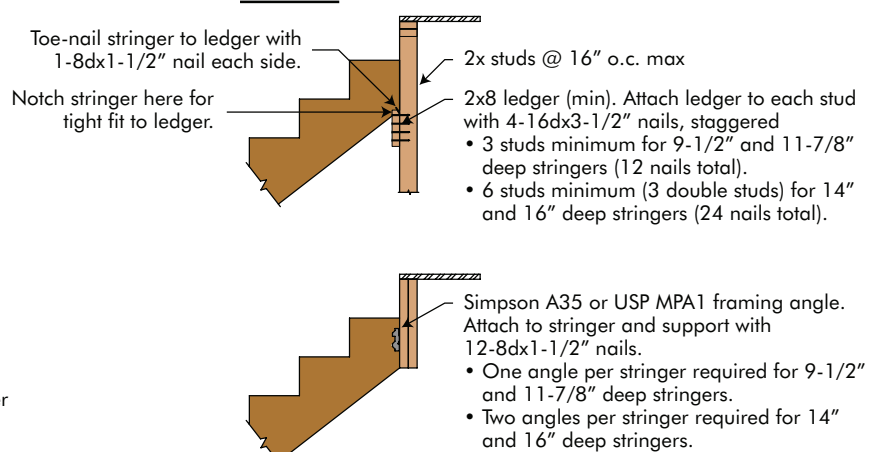 Toe-nail stringer to ledger with
1-8dx1-1/2” nail each side.
Notch stringer here for
tight fit to ledger.
2x studs @ 16” o.c. max
2x8 ledger (min). Attach ledger to each stud
with 4-16dx3-1/2” nails, staggered
• 3 studs minimum for 9-1/2” and 11-7/8”
deep stringers (12 nails total).
• 6 studs minimum (3 double studs) for 14”
and 16” deep stringers (24 nails total).
Simpson A35 or USP MPA1 framing angle.
Attach to stringer and support with
12-8dx1-1/2” nails.
• One angle per stringer required for 9-1/2”
and 11-7/8” deep stringers.
• Two angles per stringer required for 14”
and 16” deep stringers.